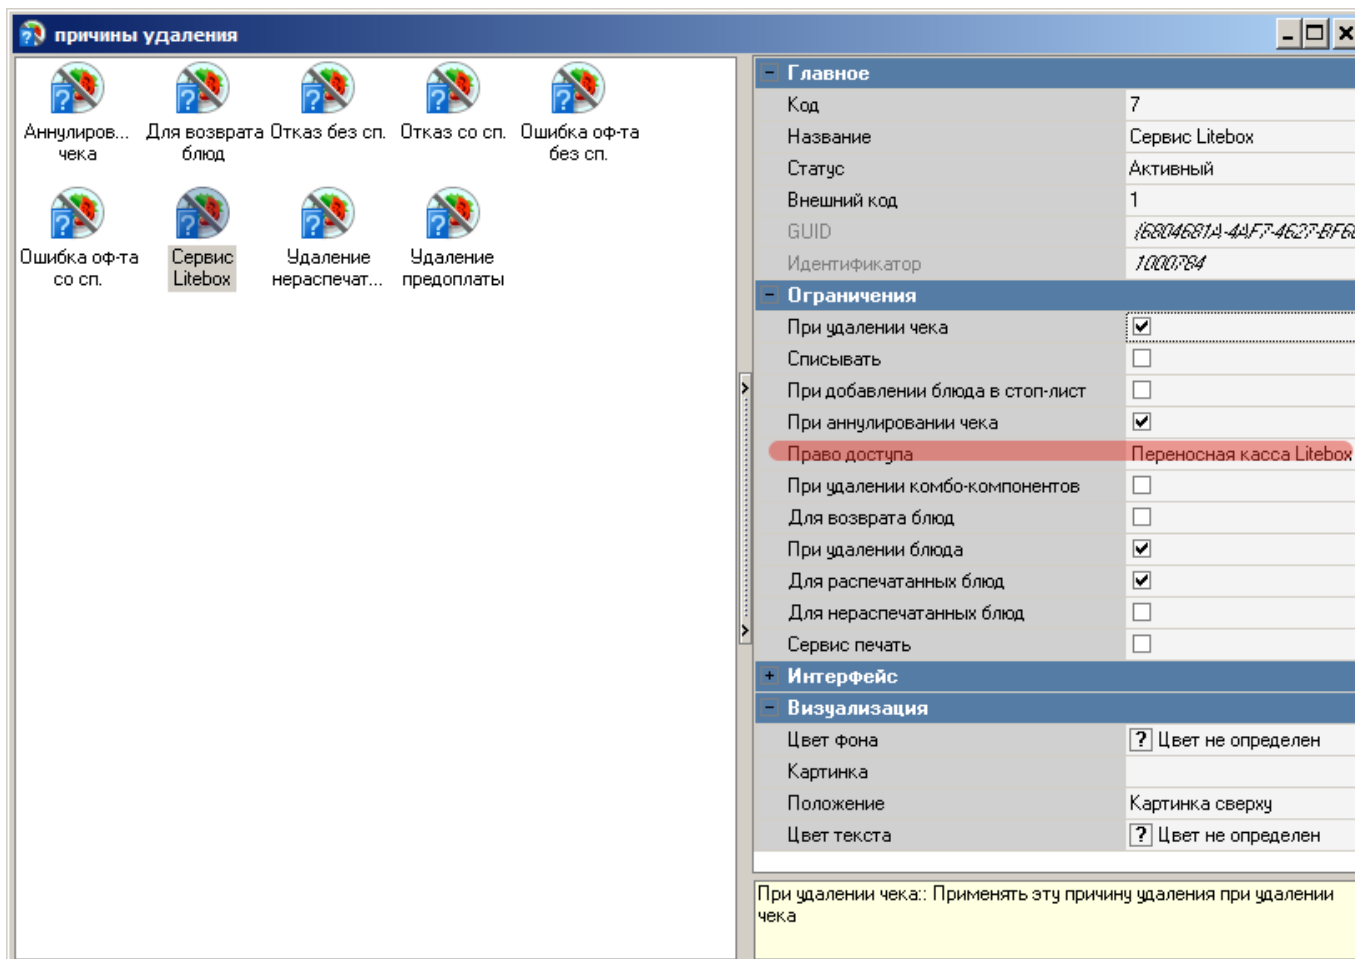 причины удаления
Аннулиров... чека
Для возврата блюд
Отказ без сп.
Отказ со сп.
Ошибка оф-та без сп.
Ошибка оф-та со сп.
Сервис Litebox
Удаление нераспечат...
Удаление предоплаты
Главное
Код 7
Название Сервис Litebox
Статус Активный
Внешний код 1
GUID {6804681A-4AF7-4627-BF6
Идентификатор 1000784
Ограничения
При удалении чека
Списывать
При добавлении блюда в стоп-лист
При аннулировании чека
Право доступа Переносная касса Litebox
При удалении комбо-компонентов
Для возврата блюд
При удалении блюда
Для распечатанных блюд
Для нераспечатанных блюд
Сервис печать
Интерфейс
Визуализация
Цвет фона ? Цвет не определен
Картинка
Положение Картинка сверху
Цвет текста ? Цвет не определен
При удалении чека:: Применять эту причину удаления при удалении
чека